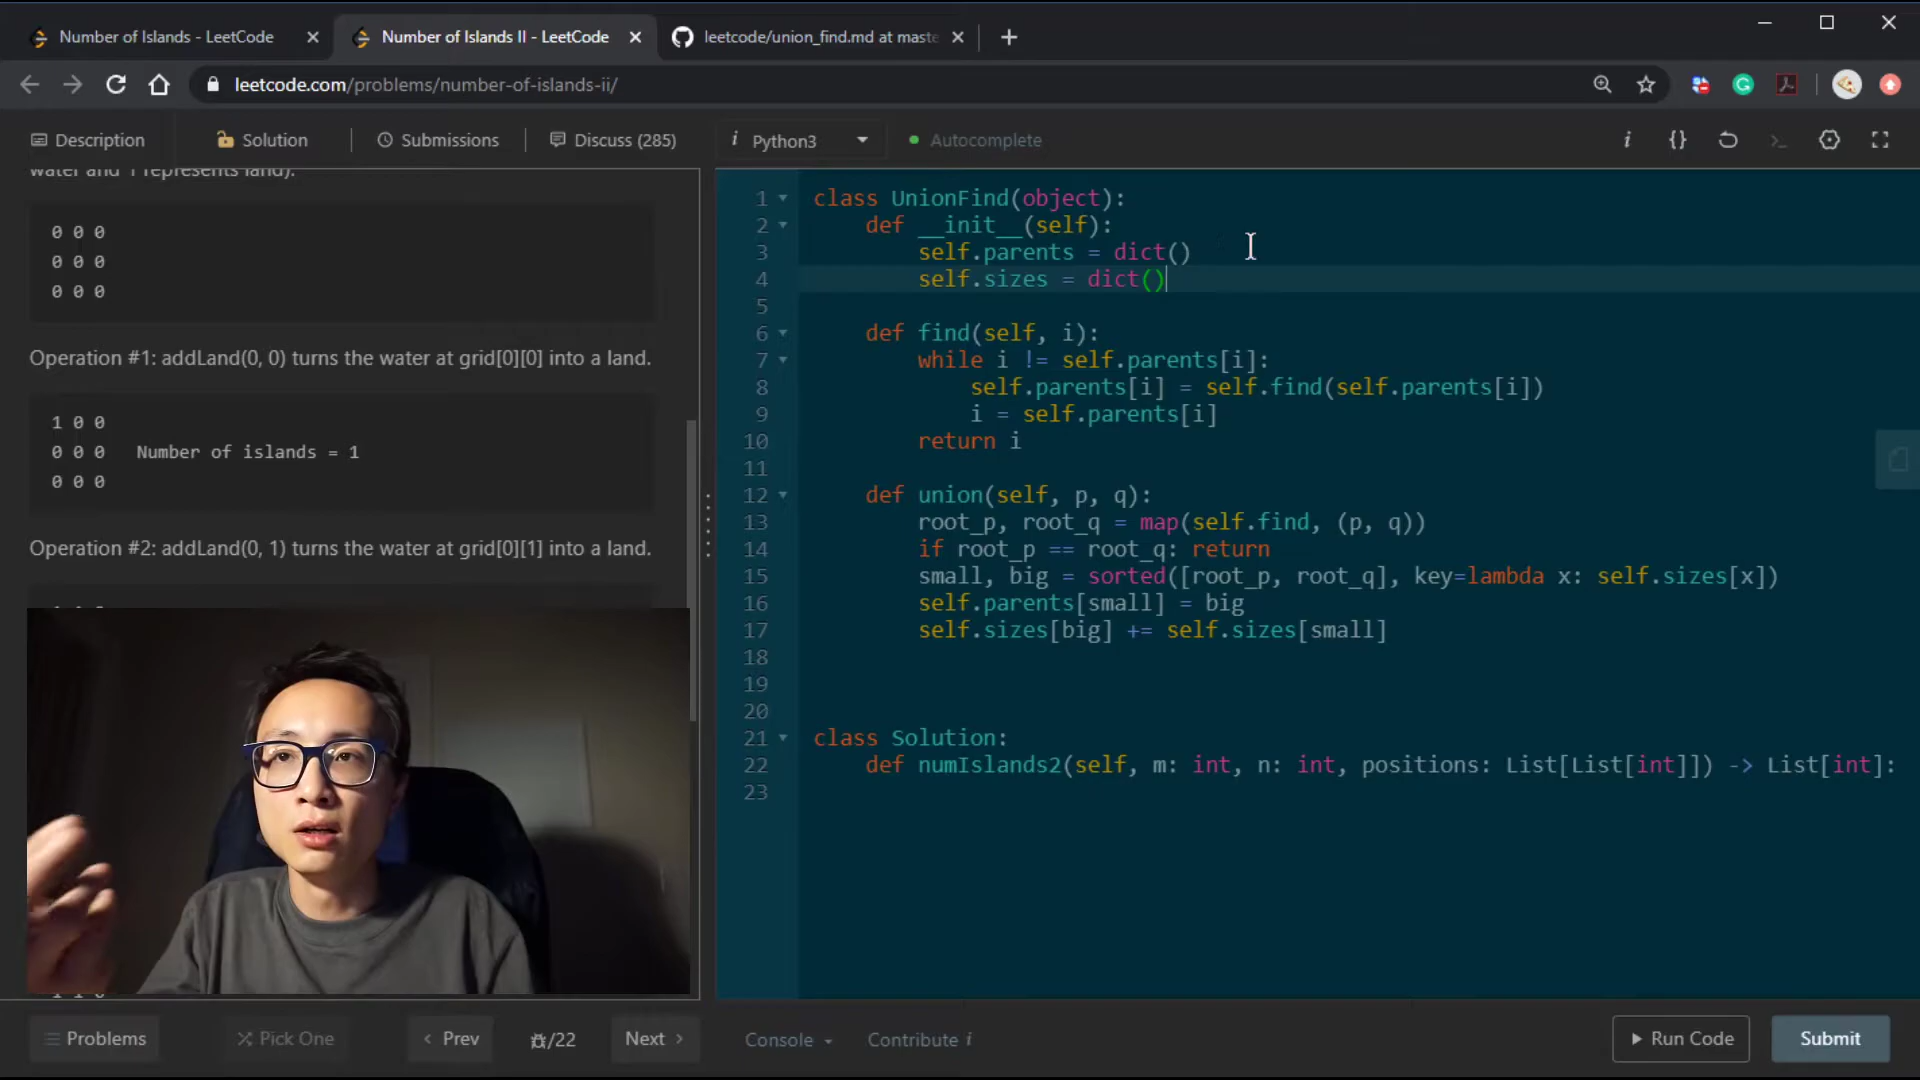 Number of Islands - LeetCode
Number of Islands II - LeetCode
leetcode/union_find.md at maste
leetcode.com/problems/number-of-islands-ii/
Description
Solution
Submissions
Discuss (285)
i Python3
Autocomplete
water and 1 represents land).
0 0 0
0 0 0
0 0 0
Operation #1: addLand(0, 0) turns the water at grid[0][0] into a land.
1 0 0
0 0 0 Number of islands = 1
0 0 0
Operation #2: addLand(0, 1) turns the water at grid[0][1] into a land.
1 class UnionFind(object):
2 def __init__(self):
3 self.parents = dict()
4 self.sizes = dict()
5
6 def find(self, i):
7 while i != self.parents[i]:
8 self.parents[i] = self.find(self.parents[i])
9 i = self.parents[i]
10 return i
11
12 def union(self, p, q):
13 root_p, root_q = map(self.find, (p, q))
14 if root_p == root_q: return
15 small, big = sorted([root_p, root_q], key=lambda x: self.sizes[x])
16 self.parents[small] = big
17 self.sizes[big] += self.sizes[small]
18
19
20
21 class Solution:
22 def numIslands2(self, m: int, n: int, positions: List[List[int]]) -> List[int]:
23
Problems
Pick One
Prev
/22
Next
Console
Contribute i
Run Code
Submit